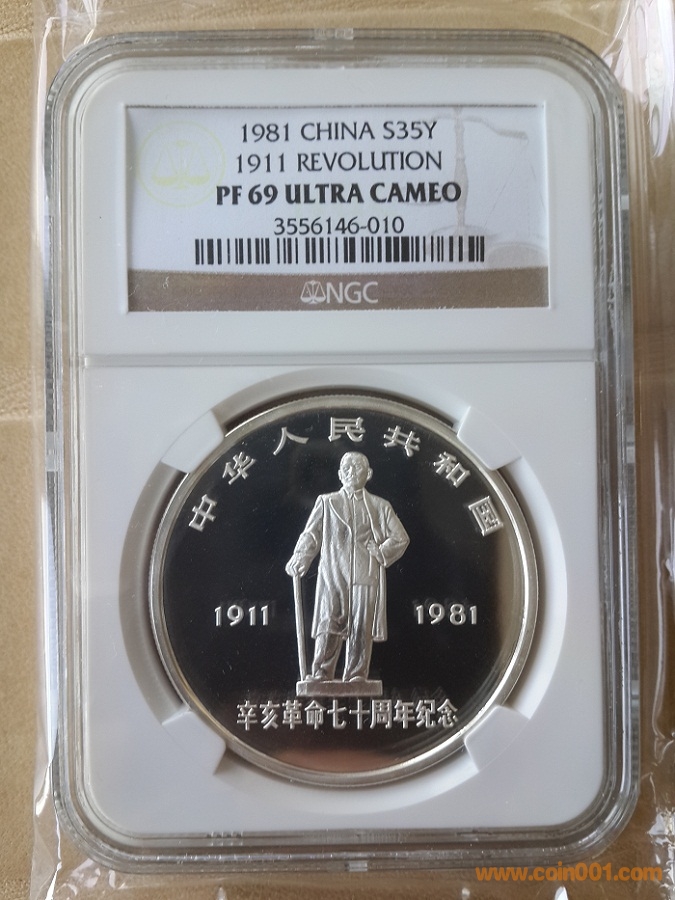 1981 CHINA S35Y
1911 REVOLUTION
PF 69 ULTRA CAMEO
3556146-010
NGC
中华人民共和国
1911 1981
辛亥革命七十周年纪念
www.coin001.com